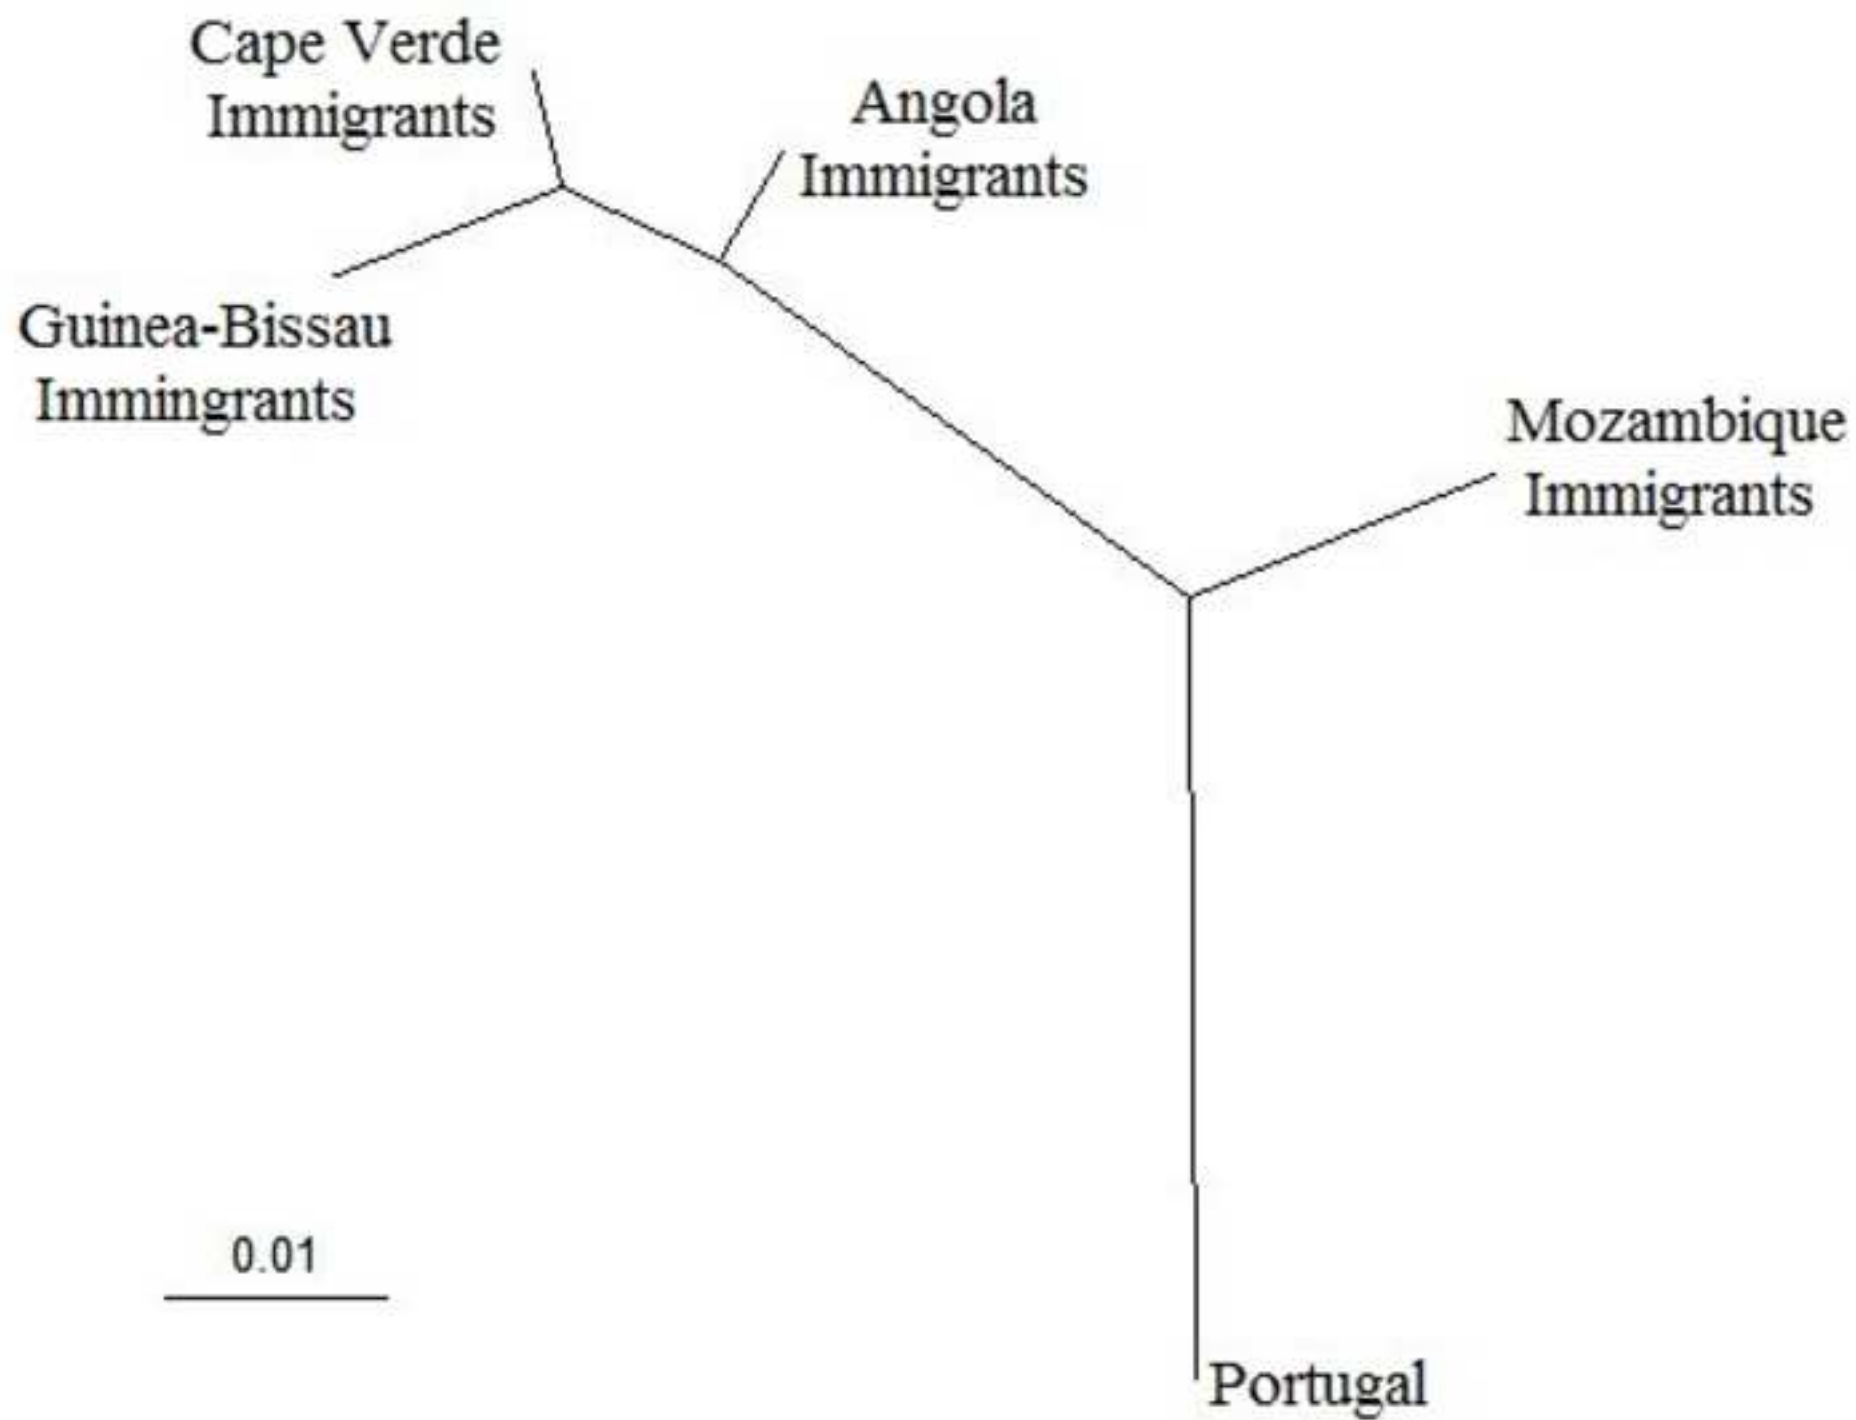 Cape Verde
Immigrants
Angola
Immigrants
Guinea-Bissau
Immingrants
Mozambique
Immigrants
0.01
Portugal